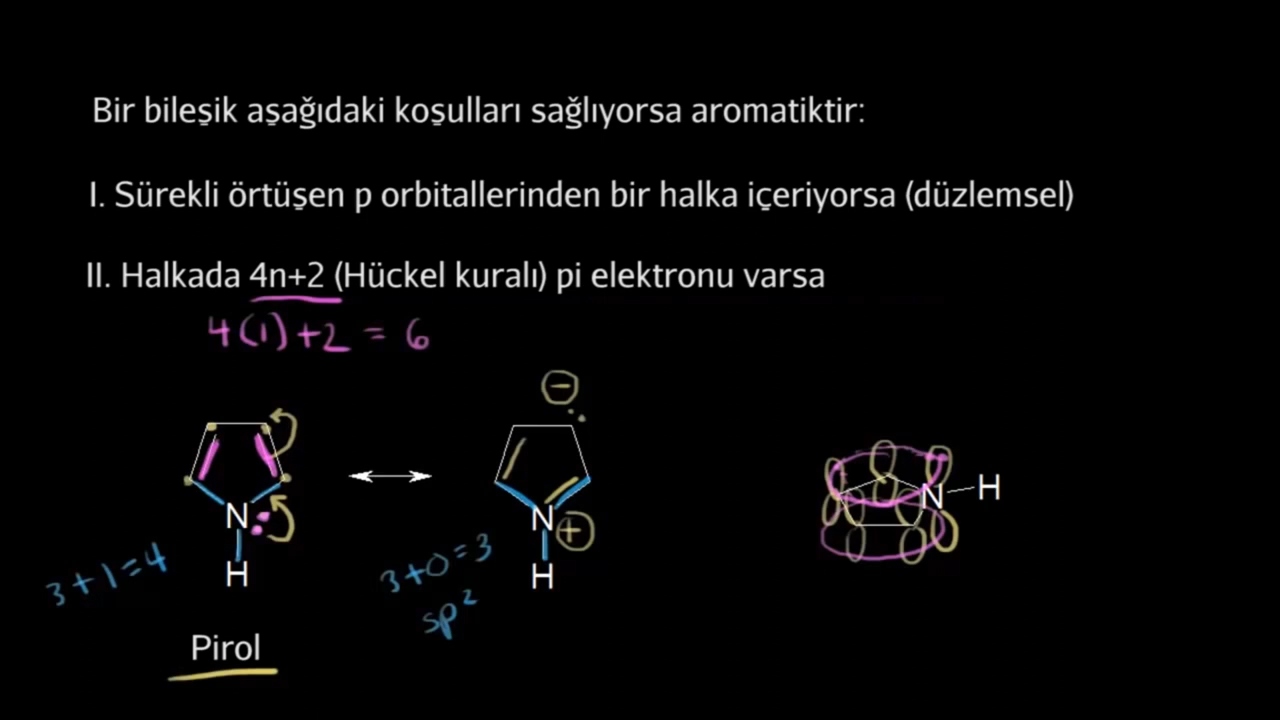 Bir bileşik aşağıdaki koşulları sağlıyorsa aromatiktir:
I. Sürekli örtüşen p orbitallerinden bir halka içeriyorsa (düzlemsel)
II. Halkada 4n+2 (Hückel kuralı) pi elektronu varsa
4(1)+2 = 6
−
N
H
N
+
H
N H
3+1=4
3+0=3
sp²
Pirol